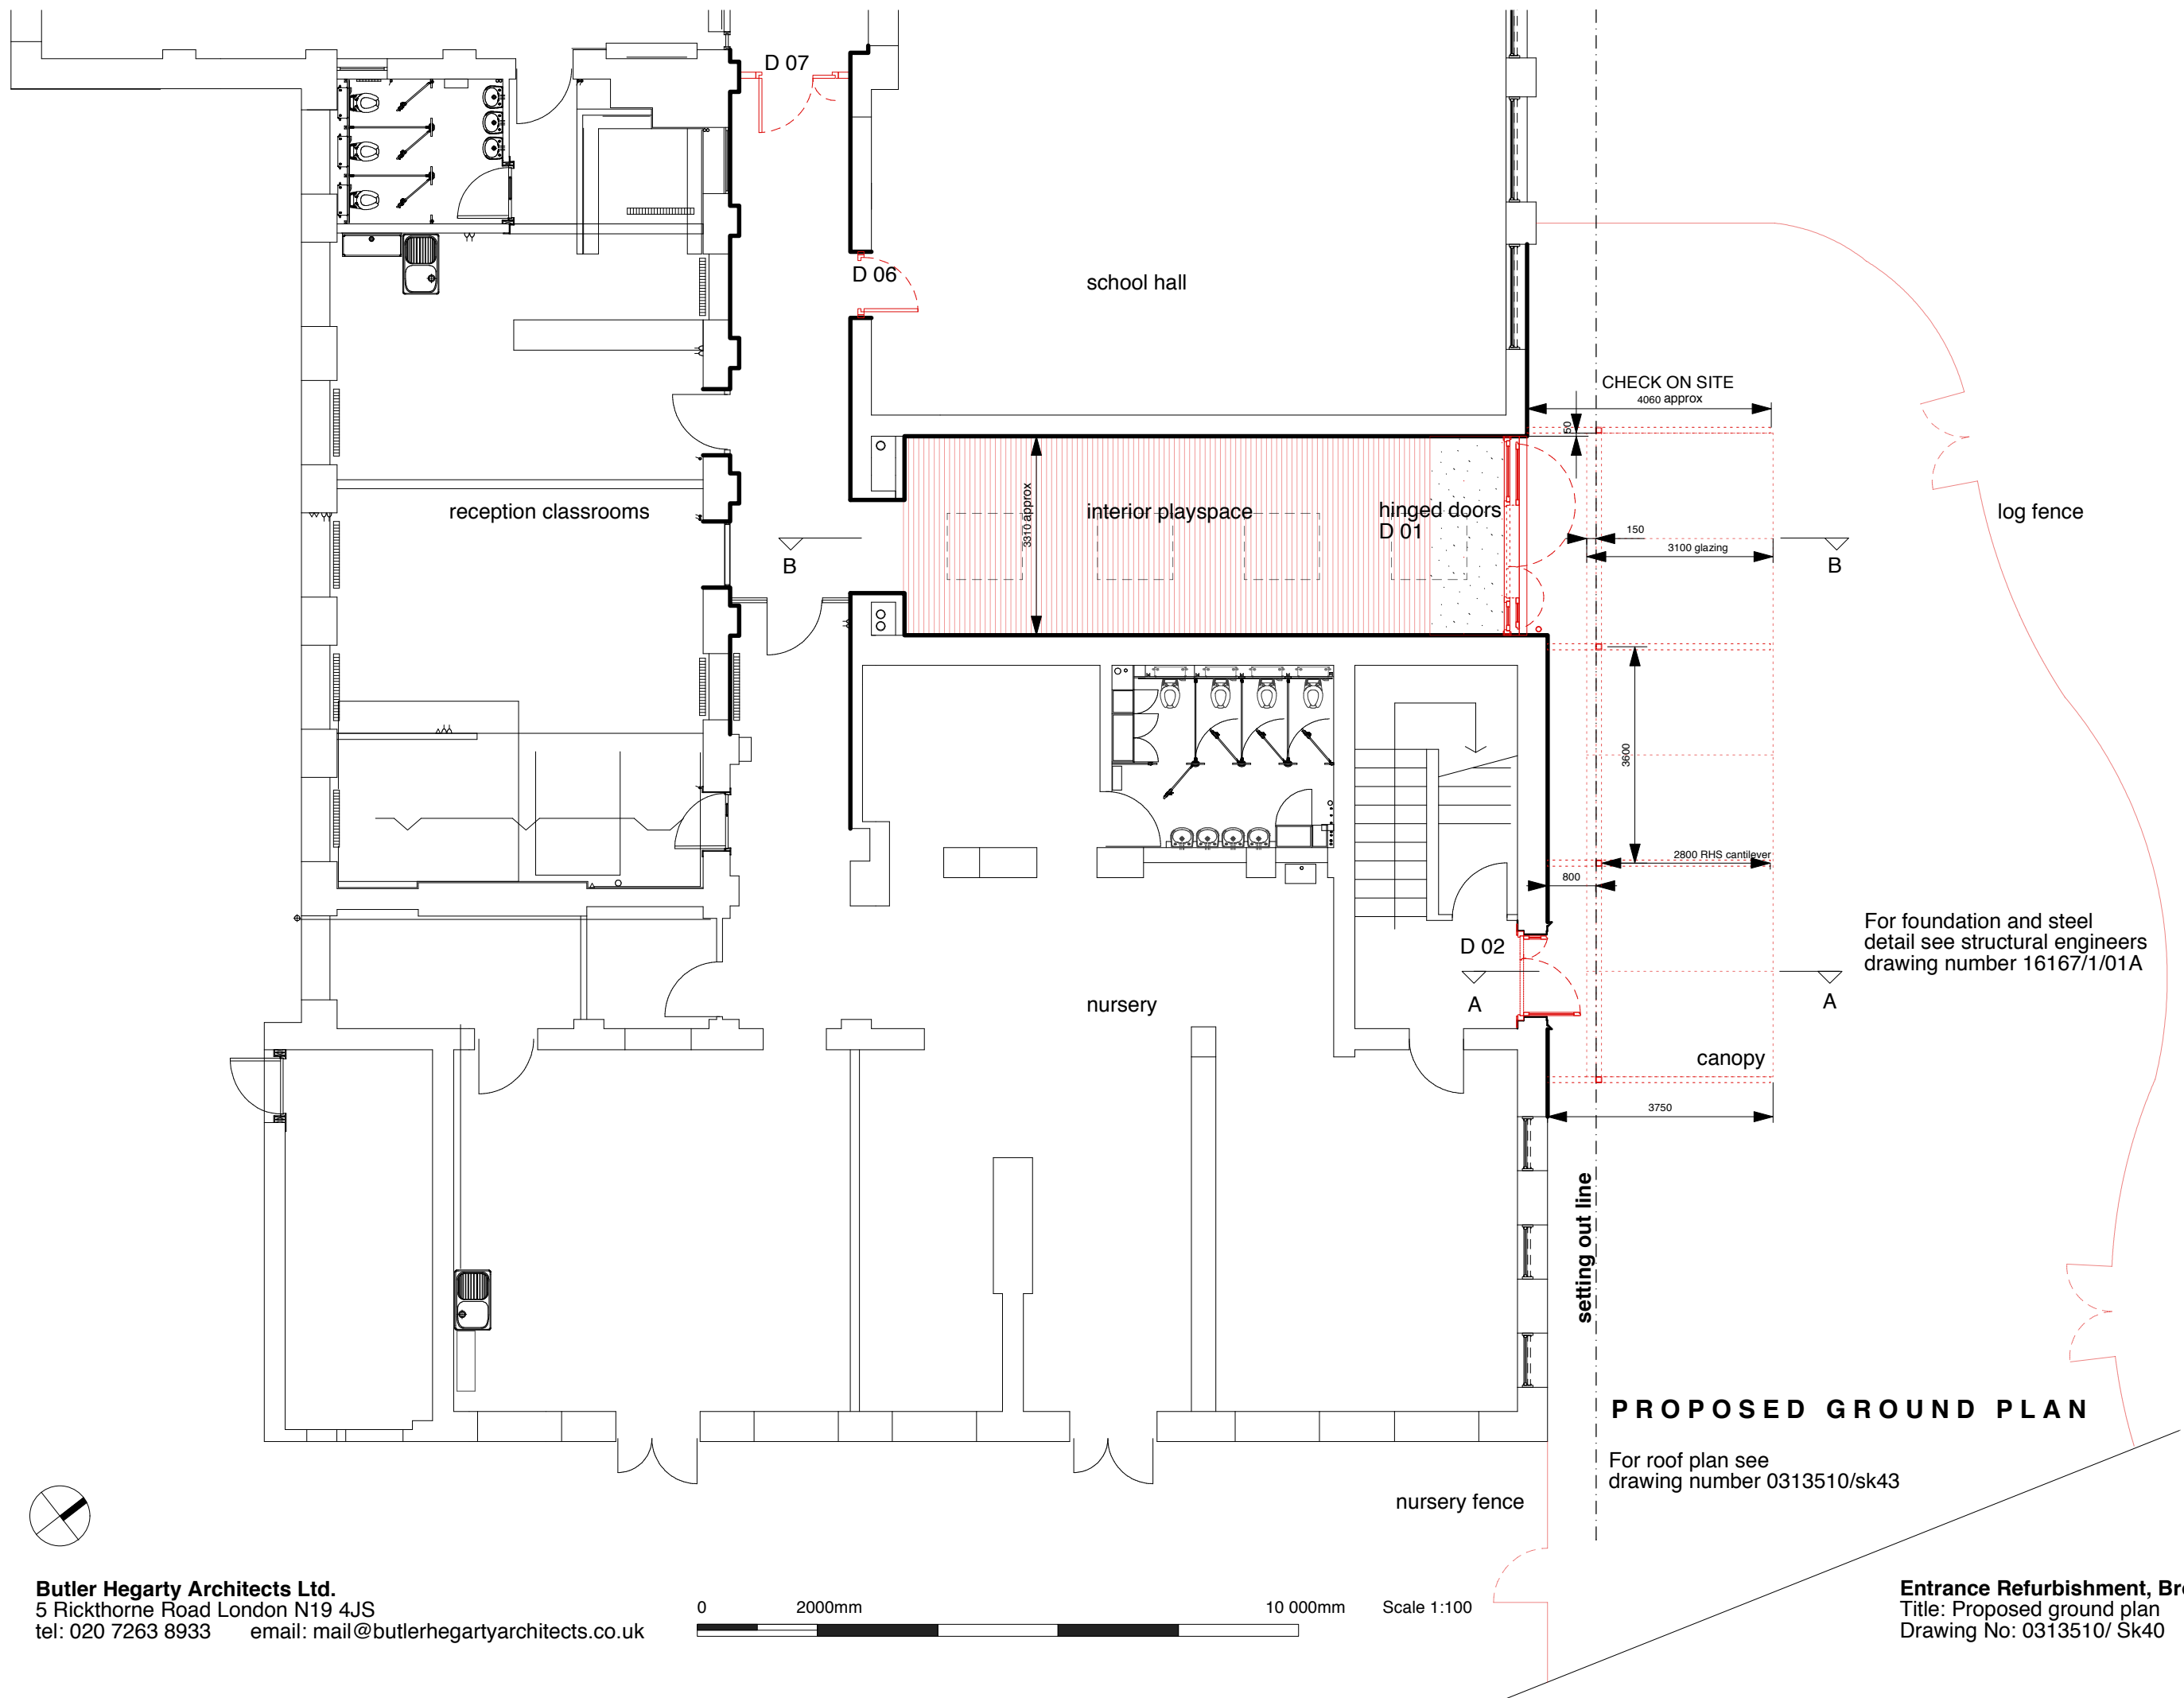 D 07
D 06
school hall
CHECK ON SITE
4060 approx
50
reception classrooms
3310 approx
interior playspace
hinged doors
D 01
log fence
150
3100 glazing
B
B
3600
2800 RHS cantilever
800
For foundation and steel
detail see structural engineers
drawing number 16167/1/01A
D 02
A
A
nursery
canopy
3750
setting out line
PROPOSED GROUND PLAN
For roof plan see
drawing number 0313510/sk43
nursery fence
Butler Hegarty Architects Ltd.
5 Rickthorne Road London N19 4JS
tel: 020 7263 8933 email: mail@butlerhegartyarchitects.co.uk
0 2000mm 10 000mm Scale 1:100
Entrance Refurbishment,
Title: Proposed ground plan
Drawing No: 0313510/ Sk40